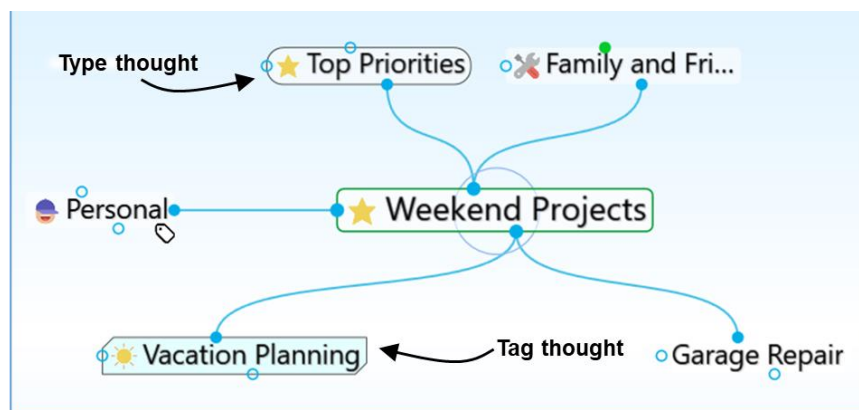 Type thought
Top Priorities
Family and Fri...
Personal
Weekend Projects
Vacation Planning
Tag thought
Garage Repair